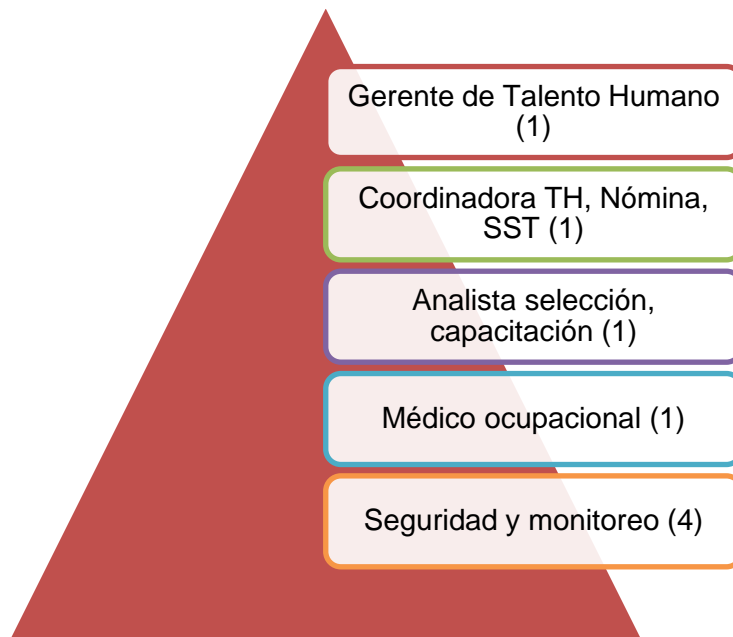 Gerente de Talento Humano
(1)
Coordinadora TH, Nómina,
SST (1)
Analista selección,
capacitación (1)
Médico ocupacional (1)
Seguridad y monitoreo (4)